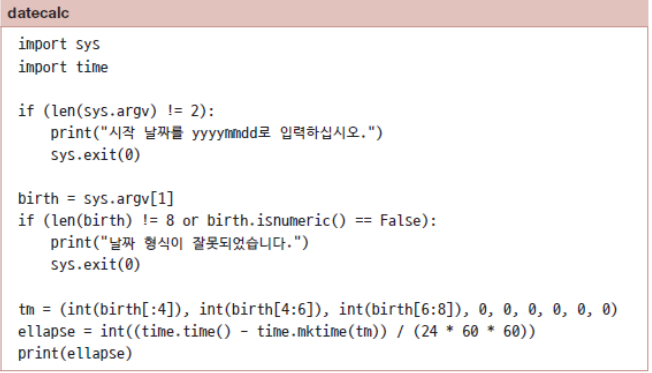 datecalc
import sys
import time
if (len(sys.argv) != 2):
    print("시작 날짜를 yyyymmdd로 입력하십시오.")
    sys.exit(0)
birth = sys.argv[1]
if (len(birth) != 8 or birth.isnumeric() == False):
    print("날짜 형식이 잘못되었습니다.")
    sys.exit(0)
tm = (int(birth[:4]), int(birth[4:6]), int(birth[6:8]), 0, 0, 0, 0, 0, 0)
ellapse = int((time.time() - time.mktime(tm)) / (24 * 60 * 60))
print(ellapse)